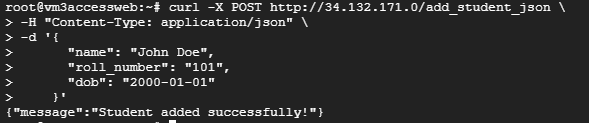 root@vm3accessweb:~# curl -X POST http://34.132.171.0/add_student_json \
> -H "Content-Type: application/json" \
> -d '{
>       "name": "John Doe",
>       "roll_number": "101",
>       "dob": "2000-01-01"
>     }'
{"message":"Student added successfully!"}